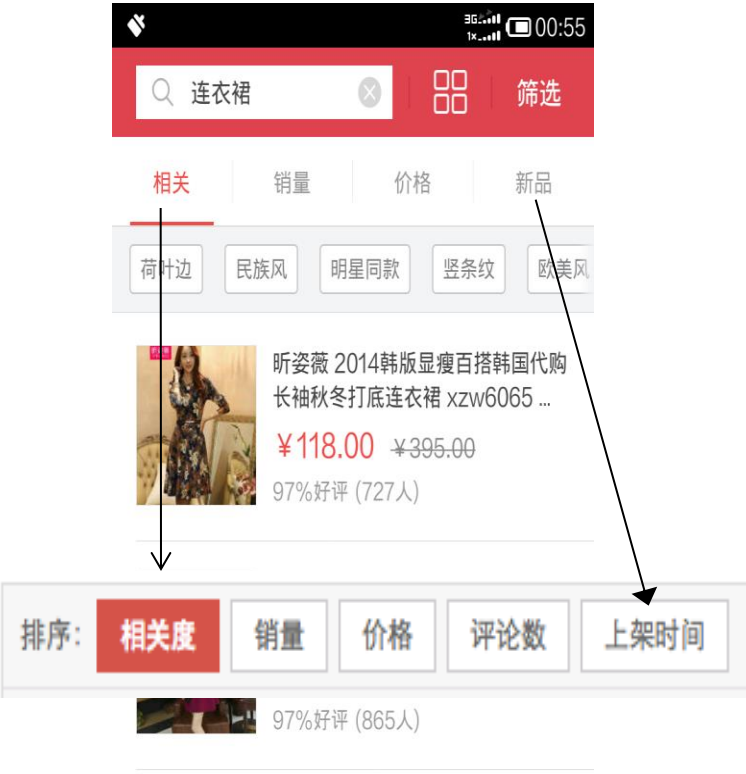 3G 1x 00:55
连衣裙 筛选
相关 销量 价格 新品
荷叶边 民族风 明星同款 竖条纹 欧美风
昕姿薇 2014韩版显瘦百搭韩国代购
长袖秋冬打底连衣裙 xzw6065 ...
￥118.00 ￥395.00
97%好评 (727人)
排序: 相关度 销量 价格 评论数 上架时间
97%好评 (865人)